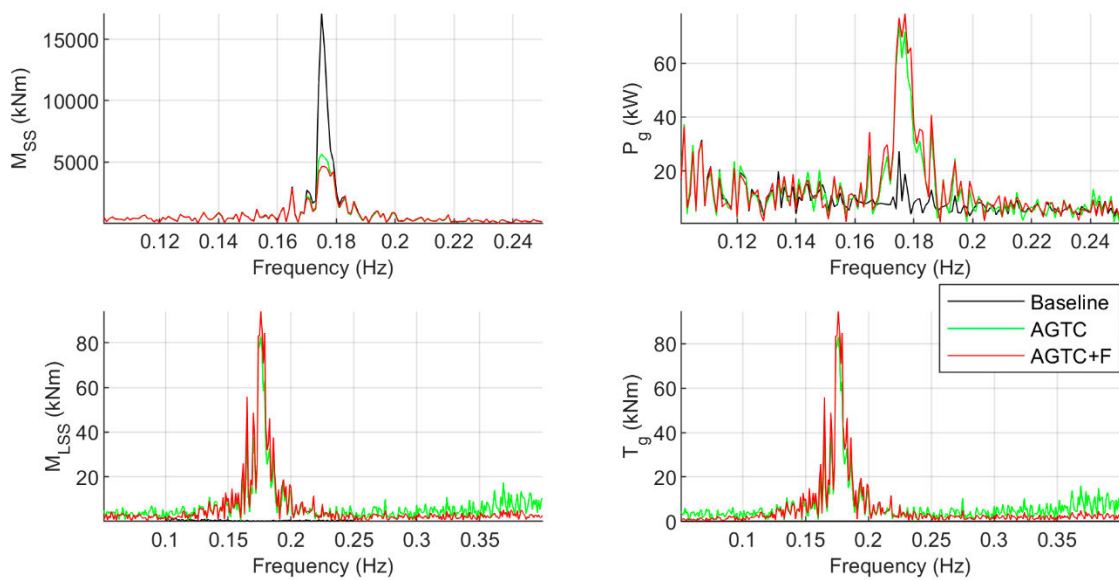 15000
10000
5000
M_SS (kNm)
0.12 0.14 0.16 0.18 0.2 0.22 0.24
Frequency (Hz)
60
40
20
P_g (kW)
0.12 0.14 0.16 0.18 0.2 0.22 0.24
Frequency (Hz)
80
60
40
20
M_LSS (kNm)
0.1 0.15 0.2 0.25 0.3 0.35
Frequency (Hz)
Baseline
AGTC
AGTC+F
80
60
40
20
0
T_g (kNm)
0.1 0.15 0.2 0.25 0.3 0.35
Frequency (Hz)